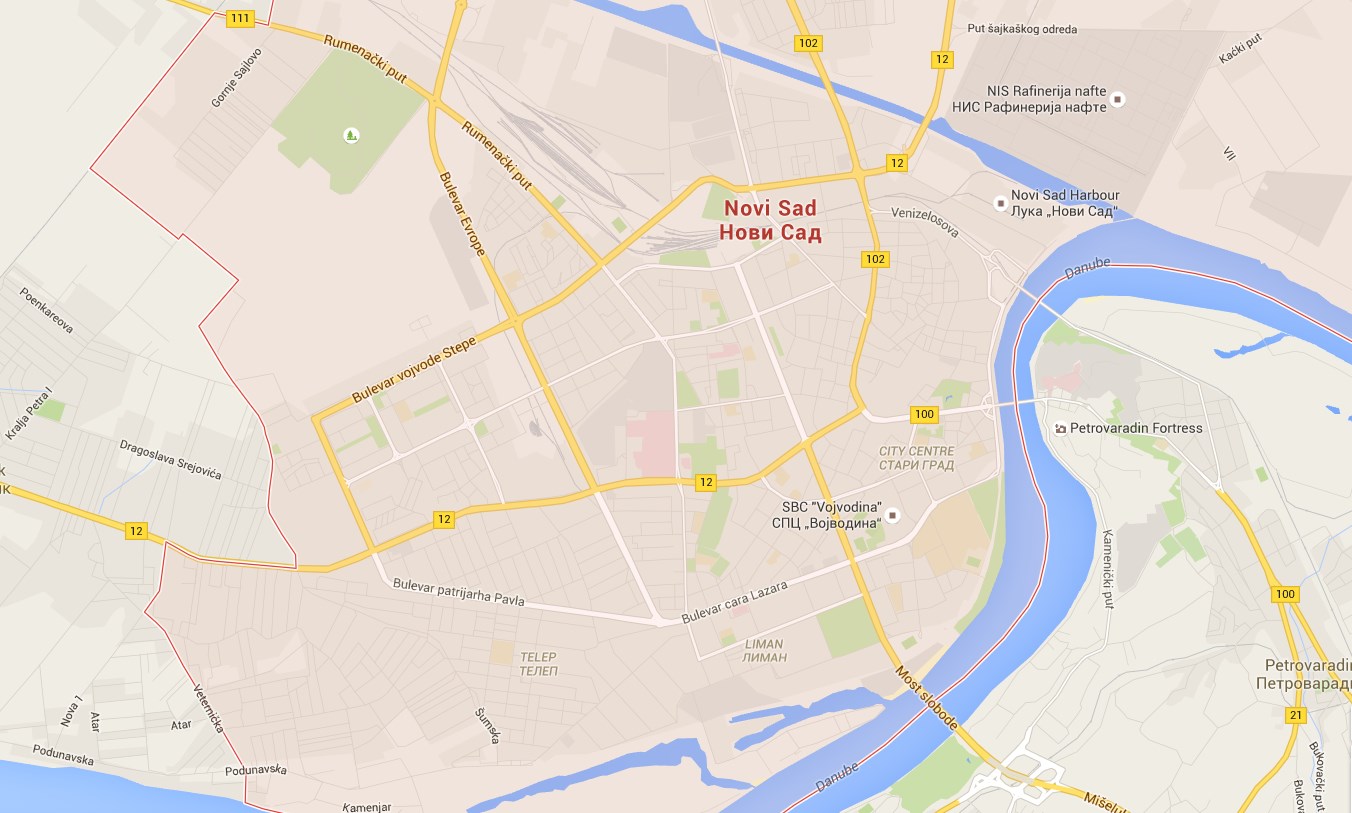 111
Rumenački put
102
12
Put šajkaškog odreda
Kaćki put
Gornje Sajlovo
NIS Rafinerija nafte
НИС Рафинерија нафте
Rumenački put
12
VII
Bulevar Evrope
Novi Sad
Нови Сад
Novi Sad Harbour
Лука „Нови Сад“
Venizelosova
102
Danube
Poenkareova
Bulevar vojvode Stepe
Kralja Petra I
100
Petrovaradin Fortress
Dragoslava Srejovića
CITY CENTRE
СТАРИ ГРАД
12
SBC "Vojvodina"
СПЦ „Војводина“
12
12
Kamenički put
Bulevar patrijarha Pavla
Bulevar cara Lazara
100
LIMAN
ЛИМАН
TELEP
ТЕЛЕП
Petrovaradin
Петроваради
Most slobode
Veternička
Nova 1
Atar
Atar
Šumska
21
Podunavska
Podunavska
Danube
Bukovački put
Kamenjar
Mišeluk